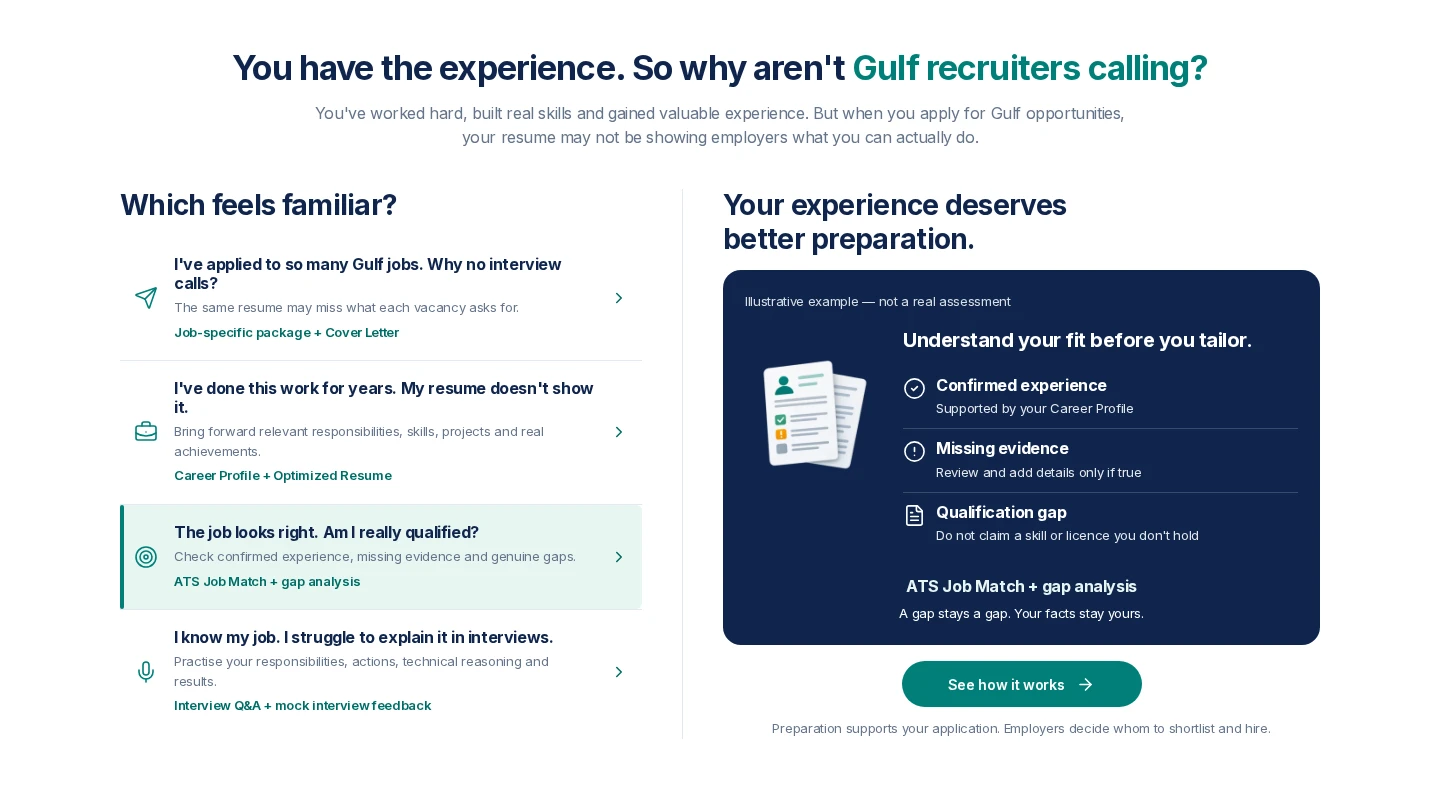 You have the experience. So why aren't Gulf recruiters calling?
You've worked hard, built real skills and gained valuable experience. But when you apply for Gulf opportunities,
your resume may not be showing employers what you can actually do.
Which feels familiar?
I've applied to so many Gulf jobs. Why no interview
calls?
The same resume may miss what each vacancy asks for.
Job-specific package + Cover Letter
I've done this work for years. My resume doesn't show
it.
Bring forward relevant responsibilities, skills, projects and real
achievements.
Career Profile + Optimized Resume
The job looks right. Am I really qualified?
Check confirmed experience, missing evidence and genuine gaps.
ATS Job Match + gap analysis
I know my job. I struggle to explain it in interviews.
Practise your responsibilities, actions, technical reasoning and
results.
Interview Q&A + mock interview feedback
Your experience deserves
better preparation.
Illustrative example — not a real assessment
Understand your fit before you tailor.
Confirmed experience
Supported by your Career Profile
Missing evidence
Review and add details only if true
Qualification gap
Do not claim a skill or licence you don't hold
ATS Job Match + gap analysis
A gap stays a gap. Your facts stay yours.
See how it works
Preparation supports your application. Employers decide whom to shortlist and hire.